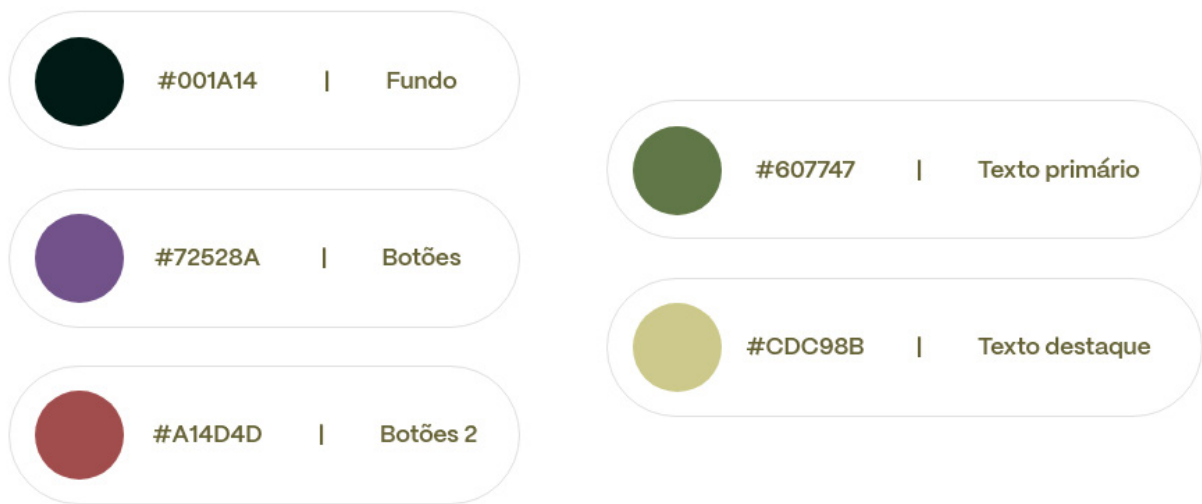 #001A14 | Fundo
#72528A | Botões
#A14D4D | Botões 2
#607747 | Texto primário
#CDC98B | Texto destaque